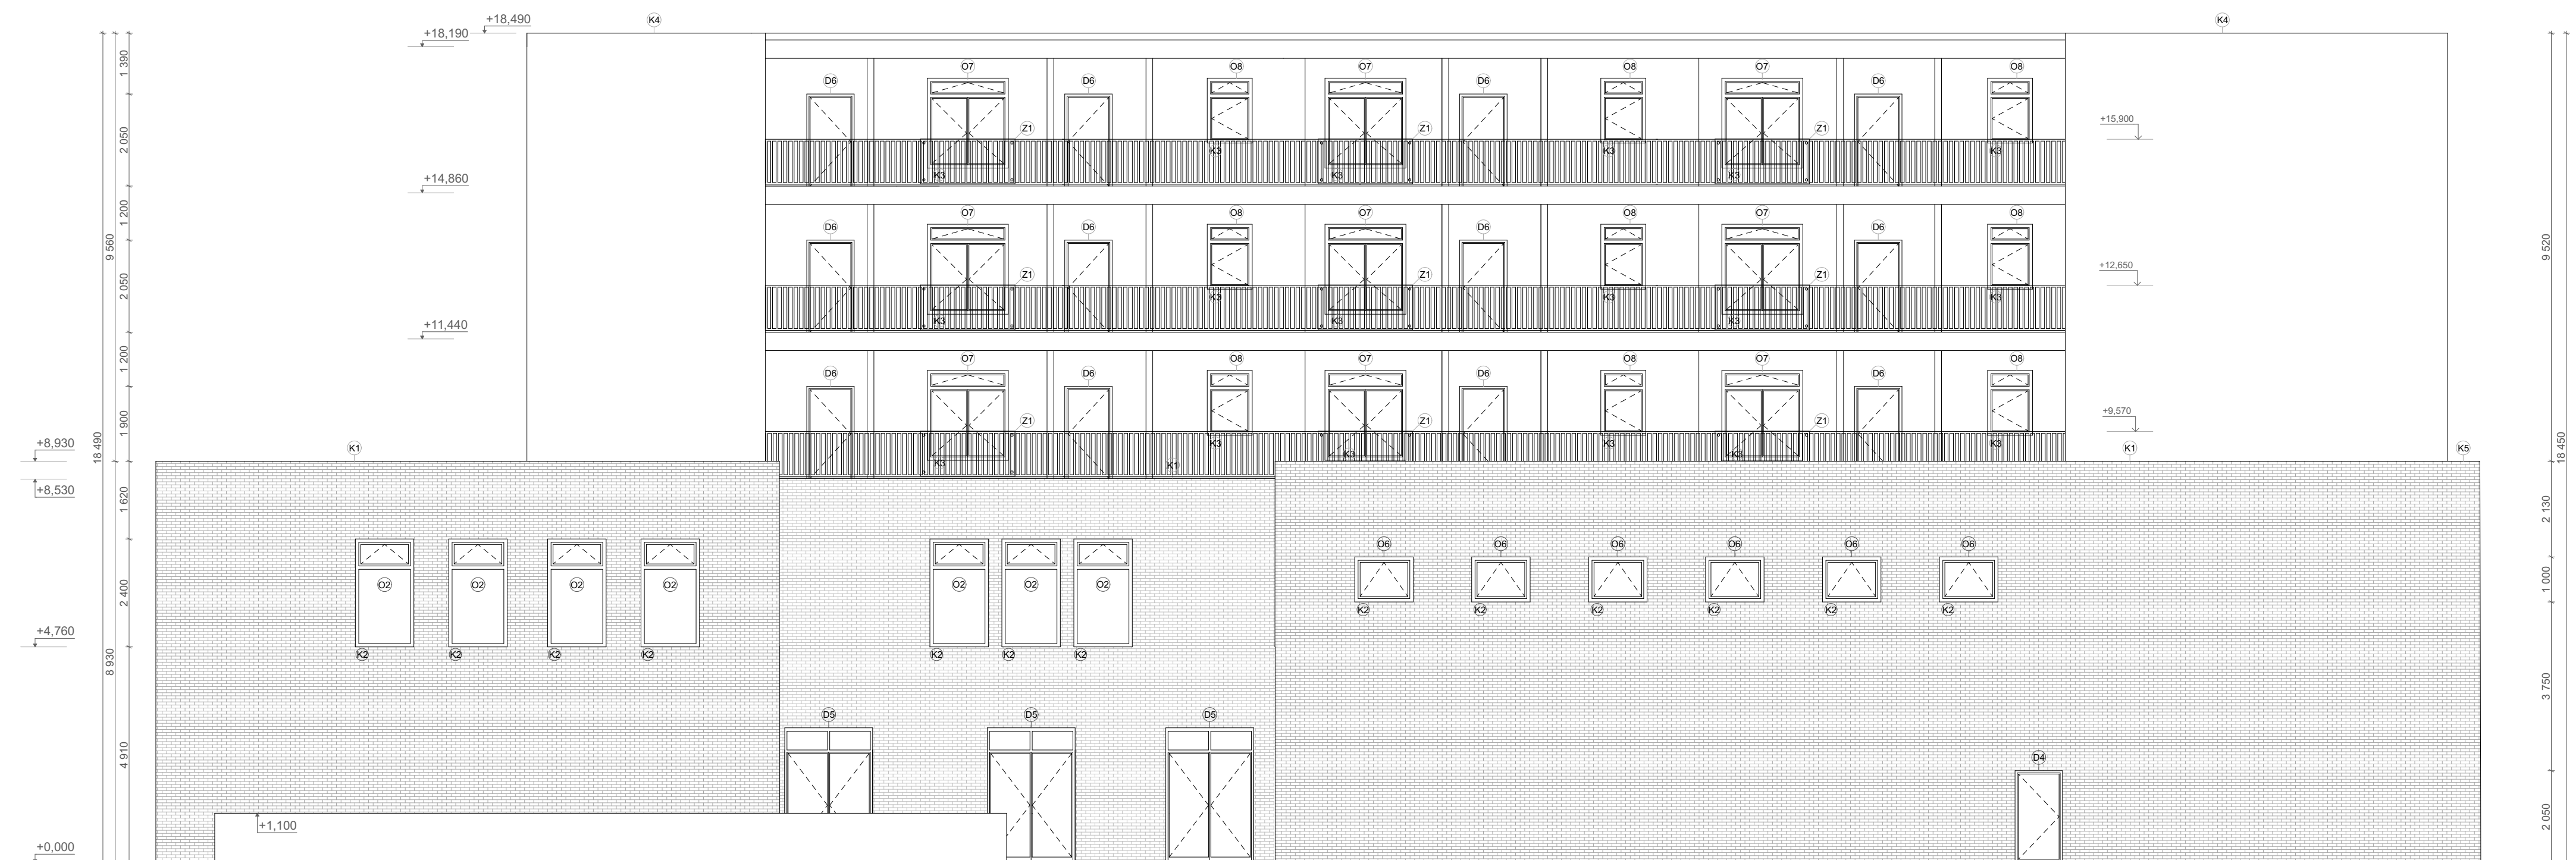 K4 K4
+18,490
+18,190
O7 O8 O7 O8 O7 O8
D6 D6 D6 D6
1 390
+15,900
Z1 Z1 Z1
2 050
K3 K3 K3
K3 K3 K3
+14,860
1 200
O7 O8 O7 O8 O7 O8
D6 D6 D6 D6
9 560
9 520
+12,650
Z1 Z1 Z1
2 050
K3 K3 K3
K3 K3 K3
+11,440
1 200
O7 O8 O7 O8 O7 O8
D6 D6 D6 D6
+9,570
Z1 Z1 Z1
1 900
K3 K3 K3
+8,930
18 490
18 450
K1 K1 K5
K3 K1 K3 K3
+8,530
1 620
2 130
O6 O6 O6 O6 O6 O6
O2 O2 O2 O2 O2 O2 O2
2 400
1 000
K2 K2 K2 K2 K2 K2
+4,760
K2 K2 K2 K2 K2 K2 K2
8 930
3 750
D5 D5 D5
4 910
D4
2 050
+1,100
+0,000